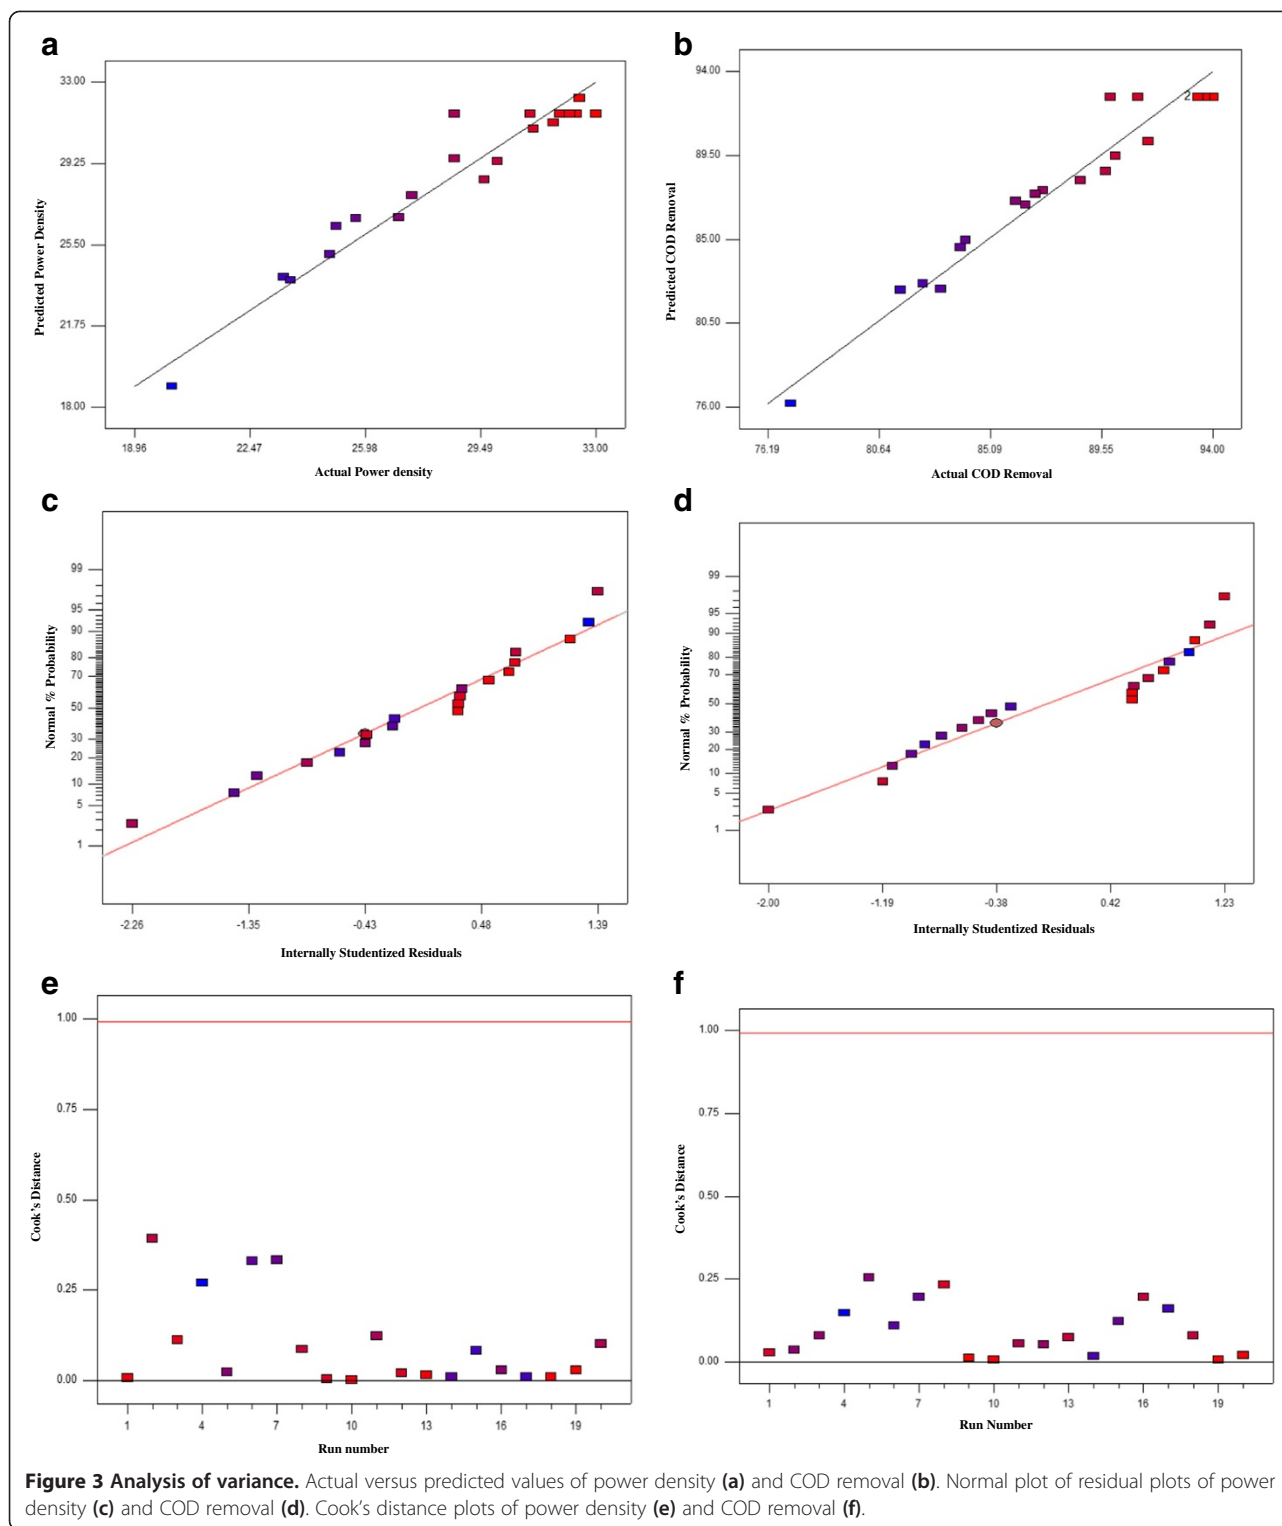 a
33.00
29.25
25.50
21.75
18.00
Predicted Power Density
18.96 22.47 25.98 29.49 33.00
Actual Power density
b
94.00
89.50
85.00
80.50
76.00
Predicted COD Removal
2
76.19 80.64 85.09 89.55 94.00
Actual COD Removal
c
99
95
90
80
70
50
30
20
10
5
1
Normal % Probability
-2.26 -1.35 -0.43 0.48 1.39
Internally Studentized Residuals
d
99
95
90
80
70
50
30
20
10
5
1
Normal % Probability
-2.00 -1.19 -0.38 0.42 1.23
Internally Studentized Residuals
e
1.00
0.75
0.50
0.25
0.00
Cook's Distance
1 4 7 10 13 16 19
Run number
f
1.00
0.75
0.50
0.25
0.00
Cook's Distance
1 4 7 10 13 16 19
Run Number
Figure 3 Analysis of variance. Actual versus predicted values of power density (a) and COD removal (b). Normal plot of residual plots of power
density (c) and COD removal (d). Cook's distance plots of power density (e) and COD removal (f).